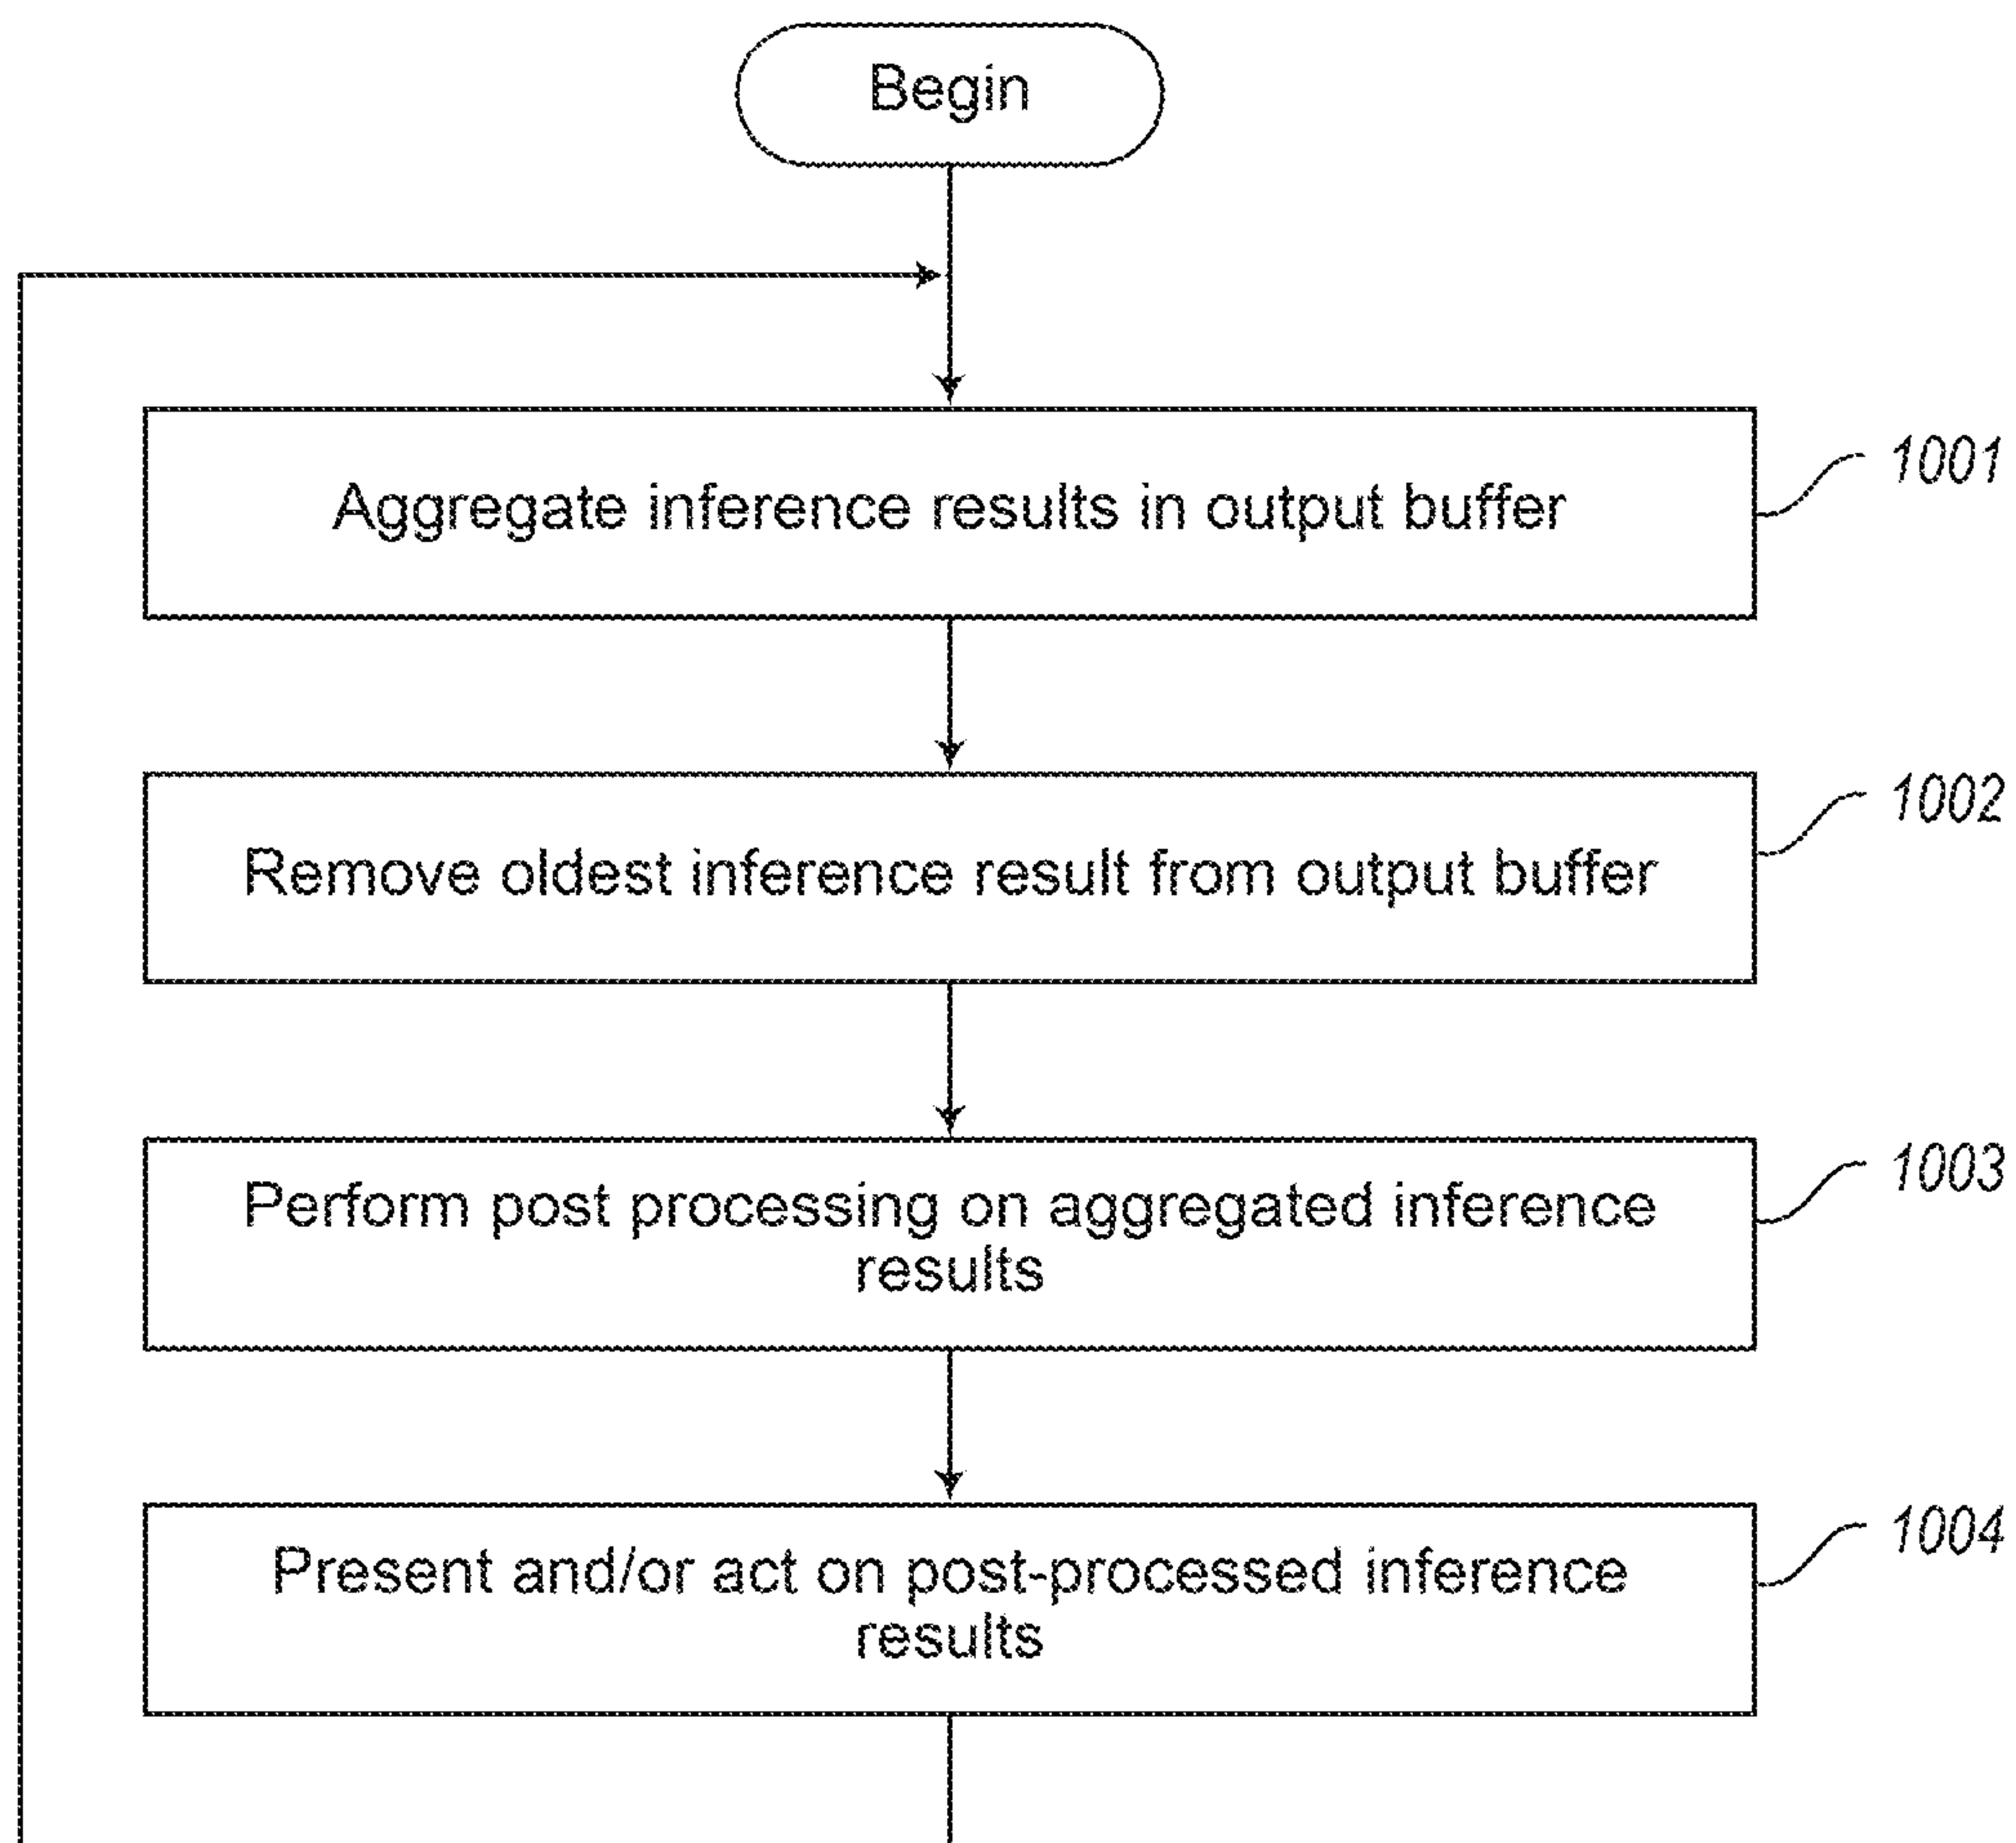 Begin
Aggregate inference results in output buffer
1001
Remove oldest inference result from output buffer
1002
Perform post processing on aggregated inference
results
1003
Present and/or act on post-processed inference
results
1004